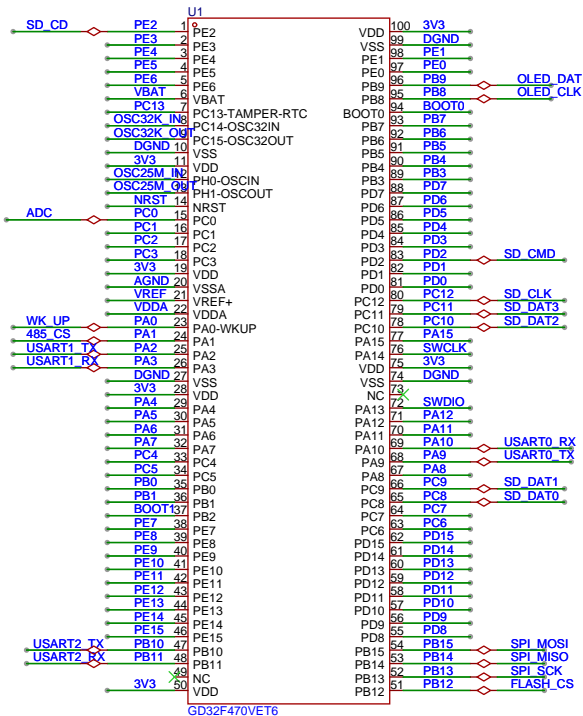 U1
SD_CD PE2 1 PE2 VDD 100 3V3
PE3 2 PE3 VSS 99 DGND
PE4 3 PE4 PE1 98 PE1
PE5 4 PE5 PE0 97 PE0
PE6 5 PE6 PB9 96 PB9 OLED_DAT
VBAT 6 VBAT PB8 95 PB8 OLED_CLK
PC13 7 PC13-TAMPER-RTC BOOT0 94 BOOT0
OSC32K_IN 8 PC14-OSC32IN PB7 93 PB7
OSC32K_OUT 9 PC15-OSC32OUT PB6 92 PB6
DGND 10 VSS PB5 91 PB5
3V3 11 VDD PB4 90 PB4
OSC25M_IN 12 PH0-OSCIN PB3 89 PB3
OSC25M_OUT 13 PH1-OSCOUT PD7 88 PD7
NRST 14 NRST PD6 87 PD6
ADC PC0 15 PC0 PD5 86 PD5
PC1 16 PC1 PD4 85 PD4
PC2 17 PC2 PD3 84 PD3
PC3 18 PC3 PD2 83 PD2 SD_CMD
3V3 19 VDD PD1 82 PD1
AGND 20 VSSA PD0 81 PD0
VREF 21 VREF+ PC12 80 PC12 SD_CLK
VDDA 22 VDDA PC11 79 PC11 SD_DAT3
WK_UP PA0 23 PA0-WKUP PC10 78 PC10 SD_DAT2
485_CS PA1 24 PA1 PA15 77 PA15
USART1_TX PA2 25 PA2 PA14 76 SWCLK
USART1_RX PA3 26 PA3 VDD 75 3V3
DGND 27 VSS VSS 74 DGND
3V3 28 VDD NC 73
PA4 29 PA4 PA13 72 SWDIO
PA5 30 PA5 PA12 71 PA12
PA6 31 PA6 PA11 70 PA11
PA7 32 PA7 PA10 69 PA10 USART0_RX
PC4 33 PC4 PA9 68 PA9 USART0_TX
PC5 34 PC5 PA8 67 PA8
PB0 35 PB0 PC9 66 PC9 SD_DAT1
PB1 36 PB1 PC8 65 PC8 SD_DAT0
BOOT1 37 PB2 PC7 64 PC7
PE7 38 PE7 PC6 63 PC6
PE8 39 PE8 PD15 62 PD15
PE9 40 PE9 PD14 61 PD14
PE10 41 PE10 PD13 60 PD13
PE11 42 PE11 PD12 59 PD12
PE12 43 PE12 PD11 58 PD11
PE13 44 PE13 PD10 57 PD10
PE14 45 PE14 PD9 56 PD9
PE15 46 PE15 PD8 55 PD8
USART2_TX PB10 47 PB10 PB15 54 PB15 SPI_MOSI
USART2_RX PB11 48 PB11 PB14 53 PB14 SPI_MISO
49 NC PB13 52 PB13 SPI_SCK
3V3 50 VDD PB12 51 PB12 FLASH_CS
GD32F470VET6